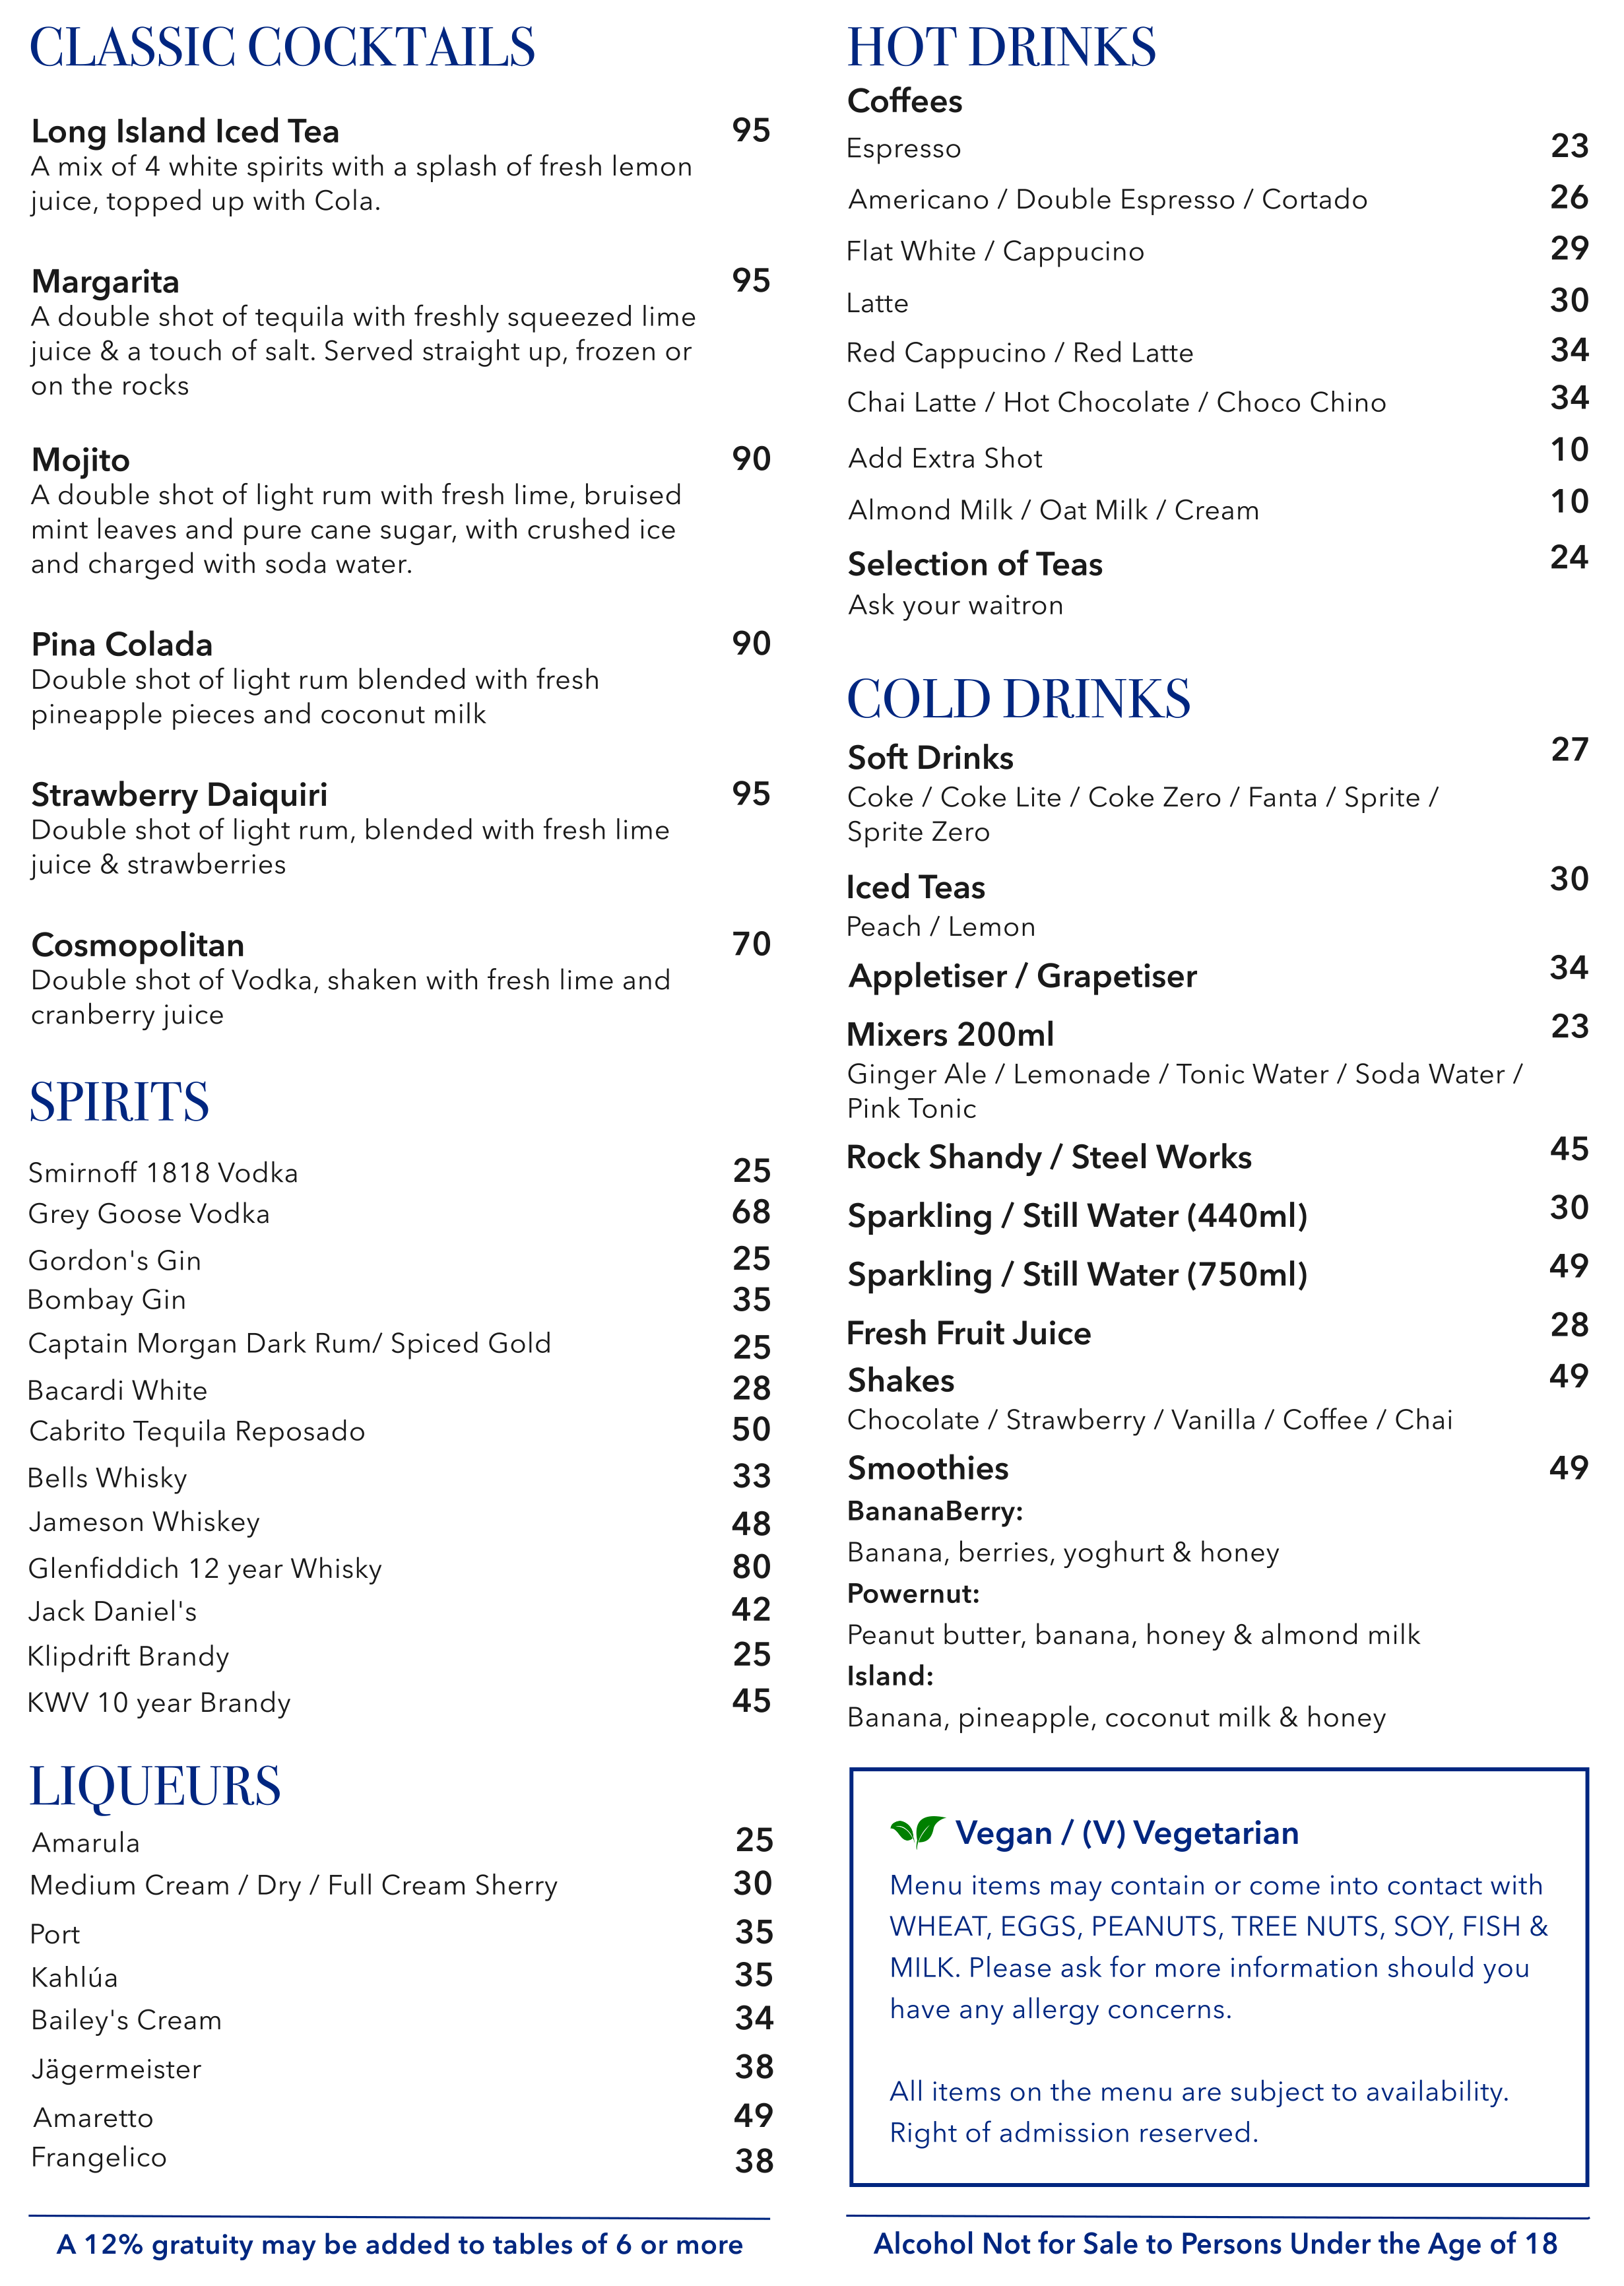 CLASSIC COCKTAILS
Long Island Iced Tea 95
A mix of 4 white spirits with a splash of fresh lemon
juice, topped up with Cola.
Margarita 95
A double shot of tequila with freshly squeezed lime
juice & a touch of salt. Served straight up, frozen or
on the rocks
Mojito 90
A double shot of light rum with fresh lime, bruised
mint leaves and pure cane sugar, with crushed ice
and charged with soda water.
Pina Colada 90
Double shot of light rum blended with fresh
pineapple pieces and coconut milk
Strawberry Daiquiri 95
Double shot of light rum, blended with fresh lime
juice & strawberries
Cosmopolitan 70
Double shot of Vodka, shaken with fresh lime and
cranberry juice
SPIRITS
Smirnoff 1818 Vodka 25
Grey Goose Vodka 68
Gordon's Gin 25
Bombay Gin 35
Captain Morgan Dark Rum/ Spiced Gold 25
Bacardi White 28
Cabrito Tequila Reposado 50
Bells Whisky 33
Jameson Whiskey 48
Glenfiddich 12 year Whisky 80
Jack Daniel's 42
Klipdrift Brandy 25
KWV 10 year Brandy 45
LIQUEURS
Amarula 25
Medium Cream / Dry / Full Cream Sherry 30
Port 35
Kahlúa 35
Bailey's Cream 34
Jägermeister 38
Amaretto 49
Frangelico 38
A 12% gratuity may be added to tables of 6 or more
HOT DRINKS
Coffees
Espresso 23
Americano / Double Espresso / Cortado 26
Flat White / Cappucino 29
Latte 30
Red Cappucino / Red Latte 34
Chai Latte / Hot Chocolate / Choco Chino 34
Add Extra Shot 10
Almond Milk / Oat Milk / Cream 10
Selection of Teas 24
Ask your waitron
COLD DRINKS
Soft Drinks 27
Coke / Coke Lite / Coke Zero / Fanta / Sprite /
Sprite Zero
Iced Teas 30
Peach / Lemon
Appletiser / Grapetiser 34
Mixers 200ml 23
Ginger Ale / Lemonade / Tonic Water / Soda Water /
Pink Tonic
Rock Shandy / Steel Works 45
Sparkling / Still Water (440ml) 30
Sparkling / Still Water (750ml) 49
Fresh Fruit Juice 28
Shakes 49
Chocolate / Strawberry / Vanilla / Coffee / Chai
Smoothies 49
BananaBerry:
Banana, berries, yoghurt & honey
Powernut:
Peanut butter, banana, honey & almond milk
Island:
Banana, pineapple, coconut milk & honey
Vegan / (V) Vegetarian
Menu items may contain or come into contact with
WHEAT, EGGS, PEANUTS, TREE NUTS, SOY, FISH &
MILK. Please ask for more information should you
have any allergy concerns.
All items on the menu are subject to availability.
Right of admission reserved.
Alcohol Not for Sale to Persons Under the Age of 18